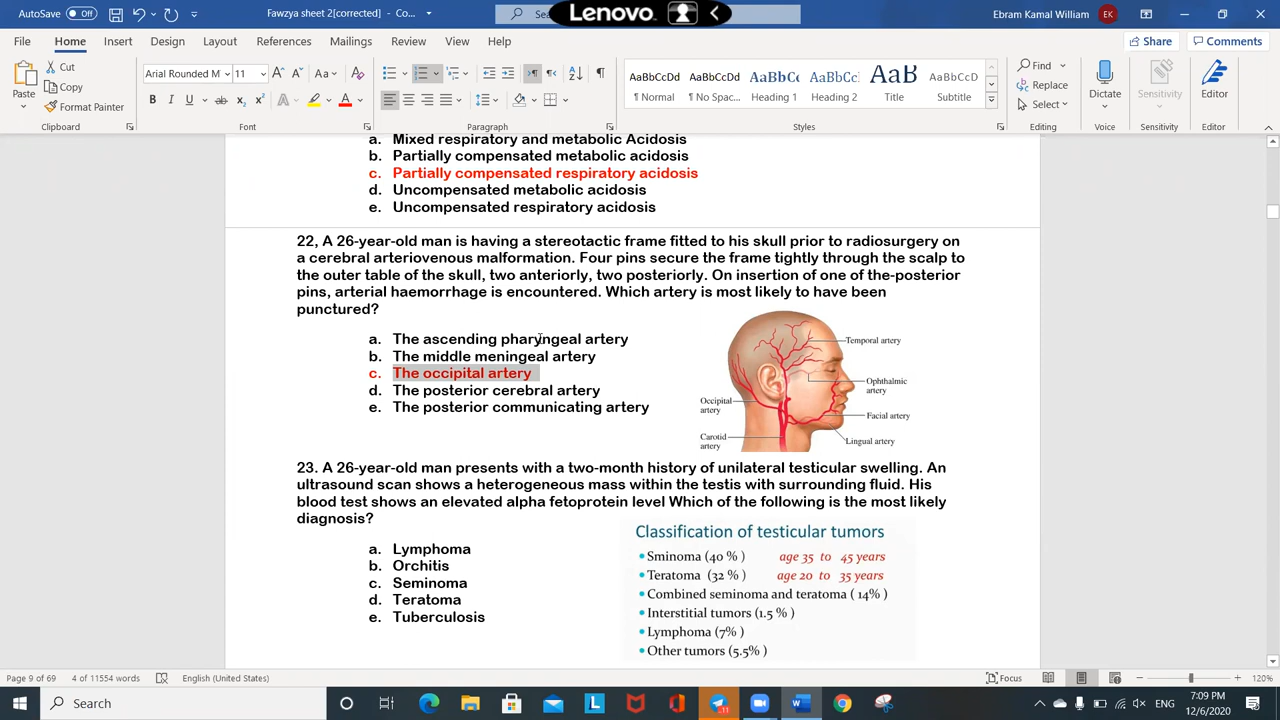 AutoSave Off
Fawzya sheet 2[corrected]
Search
Lenovo
Ebram Kamal William EK
File Home Insert Draw Design Layout References Mailings Review View Help
Share Comments
Paste Cut
Copy
Format Painter
Arial Rounded M 11
AaBbCcDd AaBbCcDd AaBbCc AaBbCc AaB AaBbCcD
¶ Normal ¶ No Spac... Heading 1 Heading 2 Title Subtitle
Find
Replace
Select
Dictate
Sensitivity
Editor
Clipboard Font Paragraph Styles Editing Voice Sensitivity Editor
a. Mixed respiratory and metabolic Acidosis
b. Partially compensated metabolic acidosis
c. Partially compensated respiratory acidosis
d. Uncompensated metabolic acidosis
e. Uncompensated respiratory acidosis
22, A 26-year-old man is having a stereotactic frame fitted to his skull prior to radiosurgery on
a cerebral arteriovenous malformation. Four pins secure the frame tightly through the scalp to
the outer table of the skull, two anteriorly, two posteriorly. On insertion of one of the-posterior
pins, arterial haemorrhage is encountered. Which artery is most likely to have been
punctured?
a. The ascending pharyngeal artery
b. The middle meningeal artery
c. The occipital artery
d. The posterior cerebral artery
e. The posterior communicating artery
Temporal artery
Ophthalmic
artery
Occipital
artery
Facial artery
Carotid
artery
Lingual artery
23. A 26-year-old man presents with a two-month history of unilateral testicular swelling. An
ultrasound scan shows a heterogeneous mass within the testis with surrounding fluid. His
blood test shows an elevated alpha fetoprotein level Which of the following is the most likely
diagnosis?
a. Lymphoma
b. Orchitis
c. Seminoma
d. Teratoma
e. Tuberculosis
Classification of testicular tumors
• Sminoma (40 % ) age 35 to 45 years
• Teratoma (32 % ) age 20 to 35 years
• Combined seminoma and teratoma ( 14% )
• Interstitial tumors (1.5 % )
• Lymphoma (7% )
• Other tumors (5.5% )
Page 9 of 69 4 of 11554 words English (United States) Focus 120%
Search
7:09 PM
12/6/2020